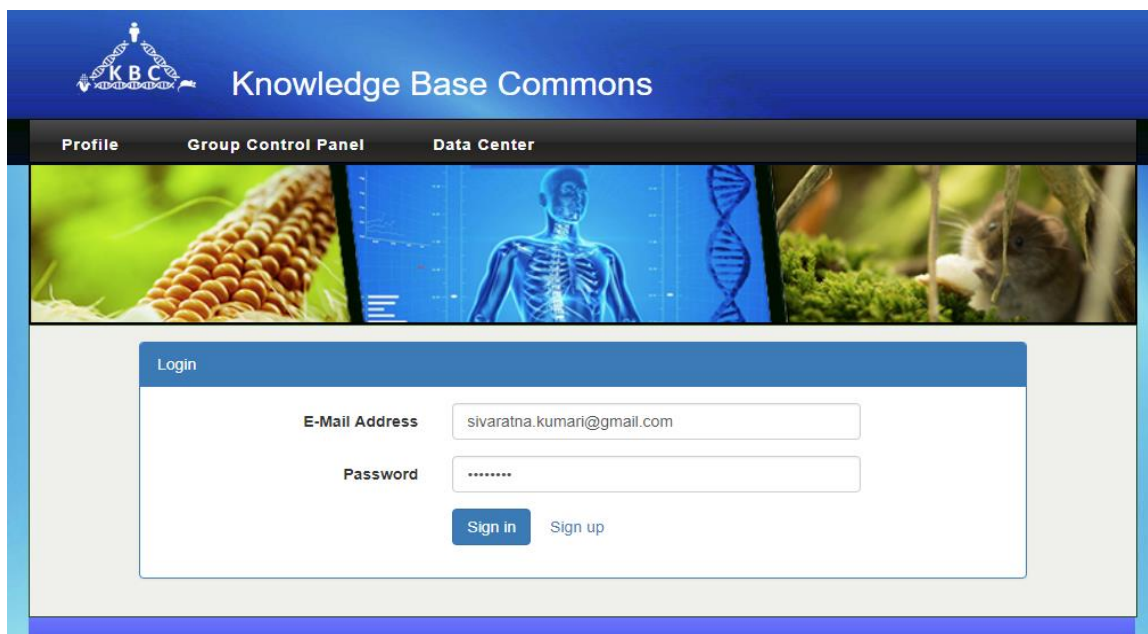 KBC
Knowledge Base Commons
Profile Group Control Panel Data Center
Login
E-Mail Address sivaratna.kumari@gmail.com
Password ••••••••
Sign in Sign up